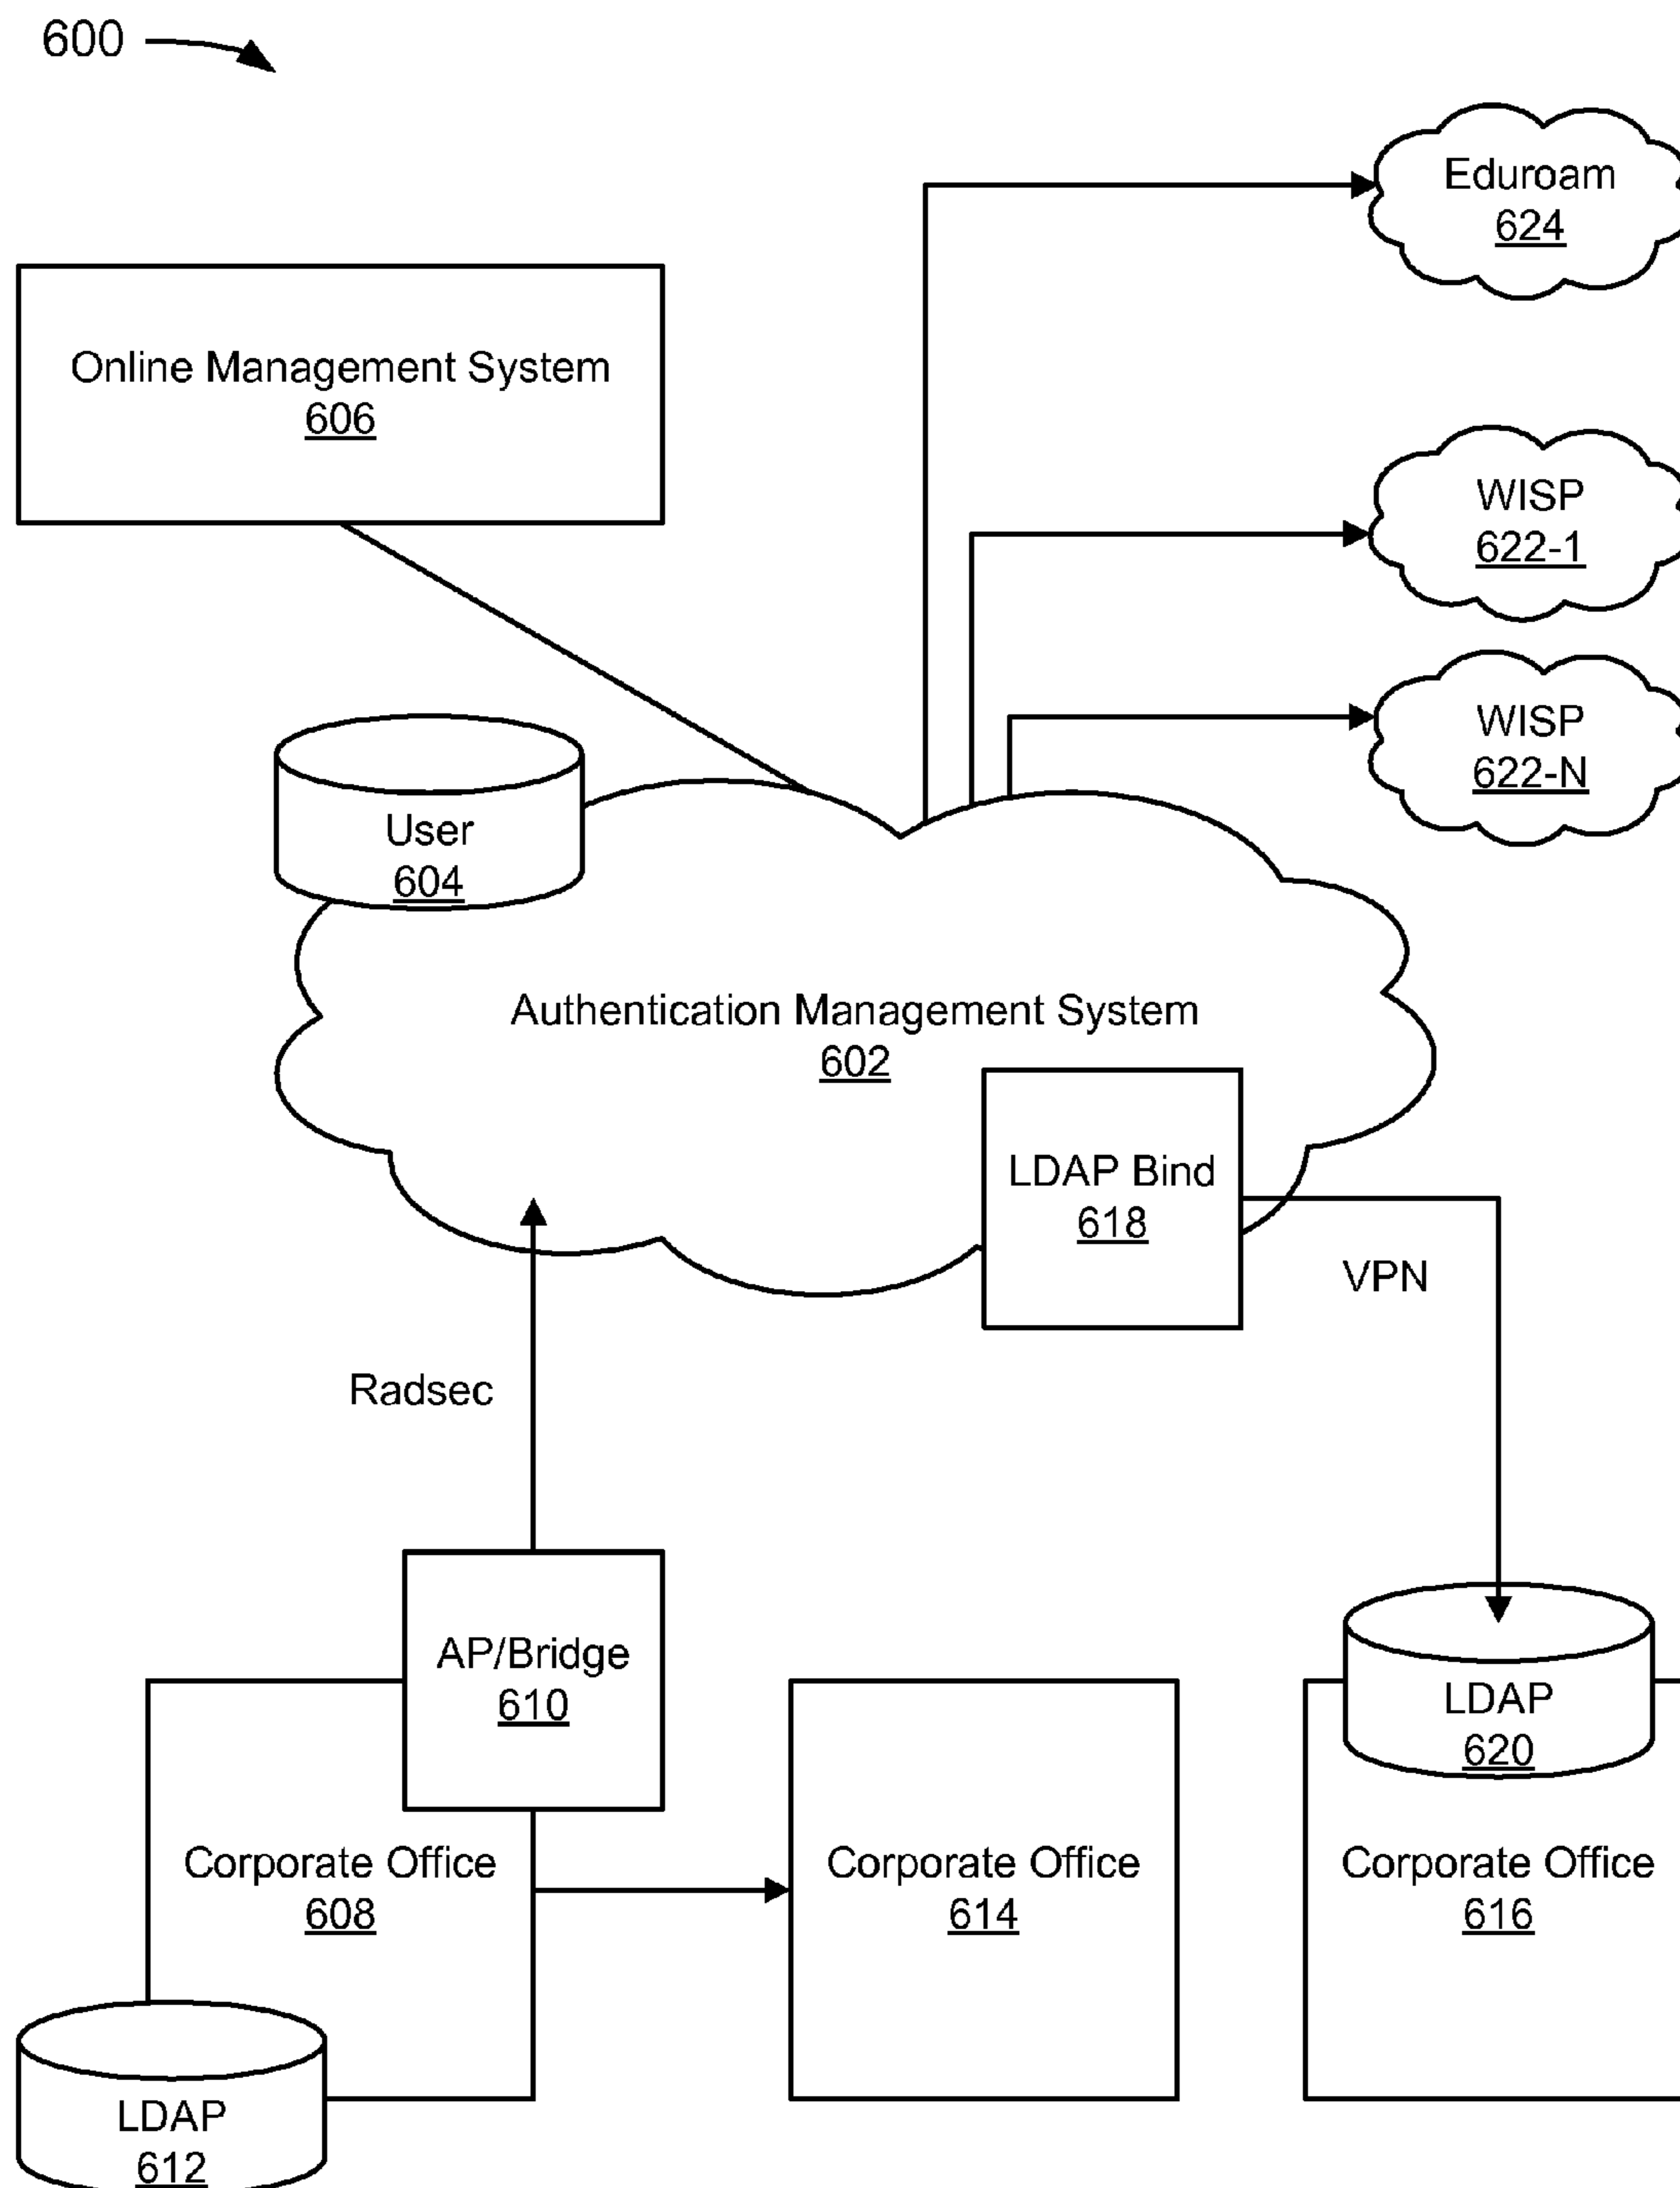 600
Eduroam
624
Online Management System
606
WISP
622-1
WISP
622-N
User
604
Authentication Management System
602
LDAP Bind
618
VPN
Radsec
AP/Bridge
610
LDAP
620
Corporate Office
608
Corporate Office
614
Corporate Office
616
LDAP
612